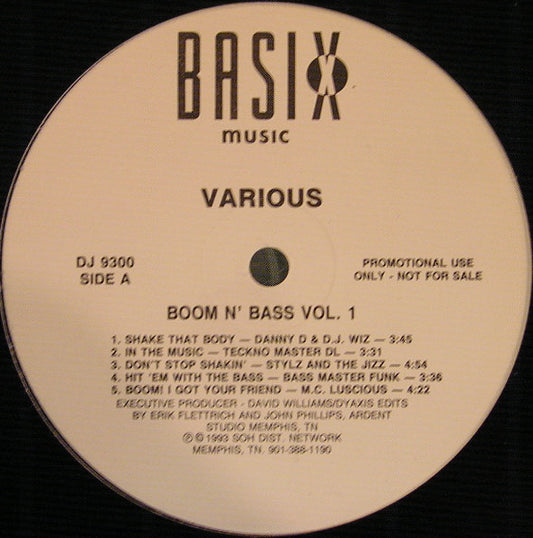 BASIX
music
VARIOUS
DJ 9300
SIDE A
PROMOTIONAL USE
ONLY - NOT FOR SALE
BOOM N' BASS VOL. 1
1. SHAKE THAT BODY — DANNY D & D.J. WIZ — 3:45
2. IN THE MUSIC — TECKNO MASTER DL — 3:31
3. DON'T STOP SHAKIN' — STYLZ AND THE JIZZ — 4:54
4. HIT 'EM WITH THE BASS — BASS MASTER FUNK — 3:36
5. BOOM! I GOT YOUR FRIEND — M.C. LUSCIOUS — 4:22
EXECUTIVE PRODUCER - DAVID WILLIAMS/DYAXIS EDITS
BY ERIK FLETTRICH AND JOHN PHILLIPS, ARDENT
STUDIO MEMPHIS, TN
℗ © 1993 SOH DIST. NETWORK
MEMPHIS, TN. 901-388-1190